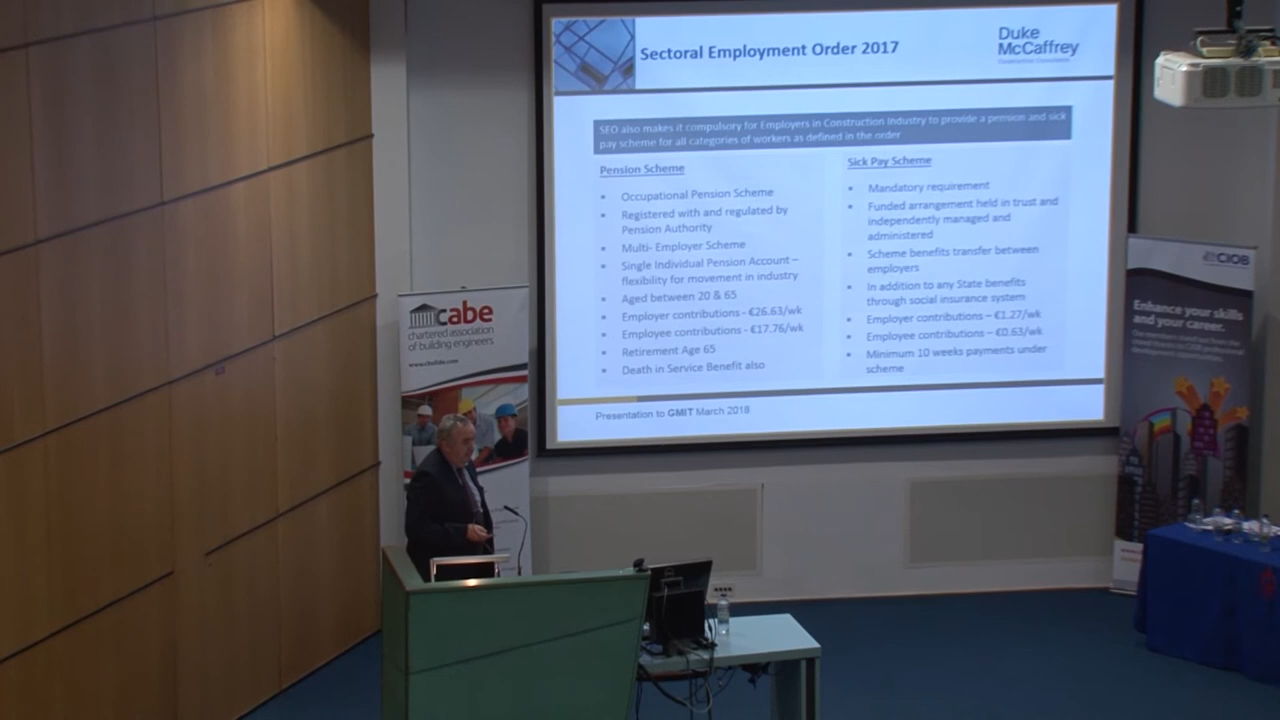 Sectoral Employment Order 2017
Duke
McCaffrey
Construction Consultants
SEO also makes it compulsory for Employers in Construction Industry to provide a pension and sick
pay scheme for all categories of workers as defined in the order
Pension Scheme
Occupational Pension Scheme
Registered with and regulated by
Pension Authority
Multi- Employer Scheme
Single Individual Pension Account –
flexibility for movement in industry
Aged between 20 & 65
Employer contributions - €26.63/wk
Employee contributions - €17.76/wk
Retirement Age 65
Death in Service Benefit also
Sick Pay Scheme
Mandatory requirement
Funded arrangement held in trust and
independently managed and
administered
Scheme benefits transfer between
employers
In addition to any State benefits
through social insurance system
Employer contributions – €1.27/wk
Employee contributions – €0.63/wk
Minimum 10 weeks payments under
scheme
Presentation to GMIT March 2018
cabe
chartered association
of building engineers
CIOB
Enhance your skills
and your career.